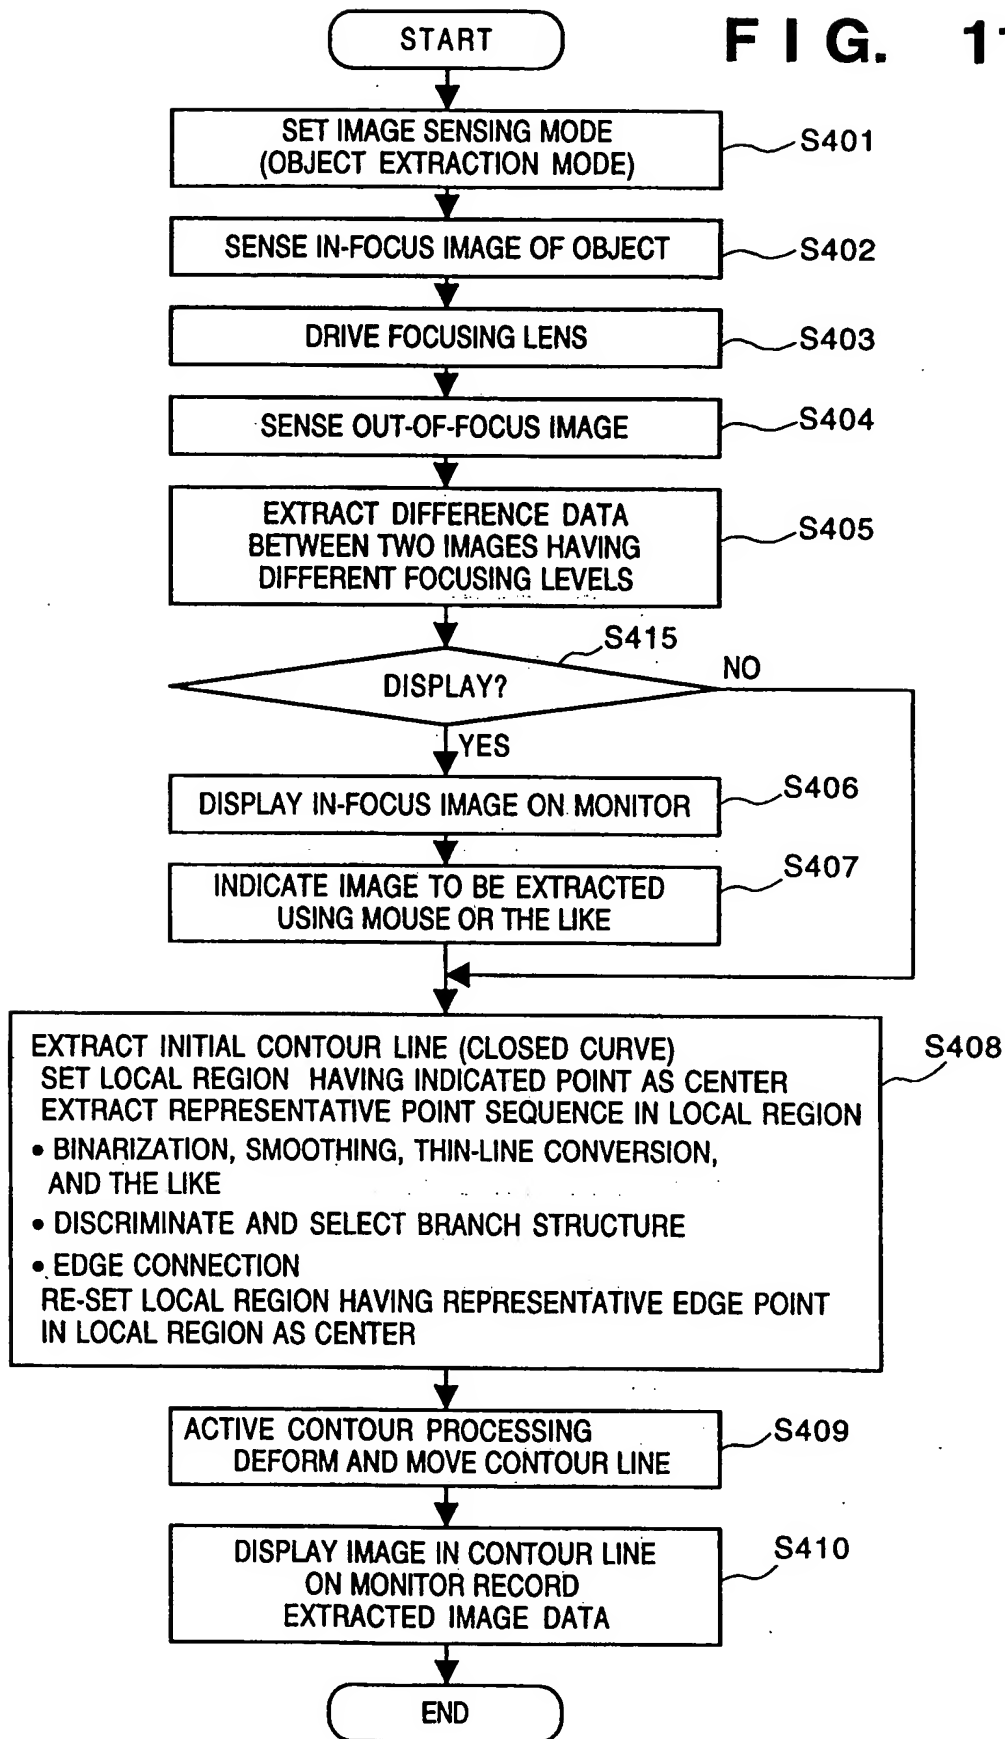 START
FIG. 11
SET IMAGE SENSING MODE
(OBJECT EXTRACTION MODE)
S401
SENSE IN-FOCUS IMAGE OF OBJECT
S402
DRIVE FOCUSING LENS
S403
SENSE OUT-OF-FOCUS IMAGE
S404
EXTRACT DIFFERENCE DATA
BETWEEN TWO IMAGES HAVING
DIFFERENT FOCUSING LEVELS
S405
S415
DISPLAY?
NO
YES
DISPLAY IN-FOCUS IMAGE ON MONITOR
S406
INDICATE IMAGE TO BE EXTRACTED
USING MOUSE OR THE LIKE
S407
EXTRACT INITIAL CONTOUR LINE (CLOSED CURVE)
SET LOCAL REGION HAVING INDICATED POINT AS CENTER
EXTRACT REPRESENTATIVE POINT SEQUENCE IN LOCAL REGION
• BINARIZATION, SMOOTHING, THIN-LINE CONVERSION,
AND THE LIKE
• DISCRIMINATE AND SELECT BRANCH STRUCTURE
• EDGE CONNECTION
RE-SET LOCAL REGION HAVING REPRESENTATIVE EDGE POINT
IN LOCAL REGION AS CENTER
S408
ACTIVE CONTOUR PROCESSING
DEFORM AND MOVE CONTOUR LINE
S409
DISPLAY IMAGE IN CONTOUR LINE
ON MONITOR RECORD
EXTRACTED IMAGE DATA
S410
END